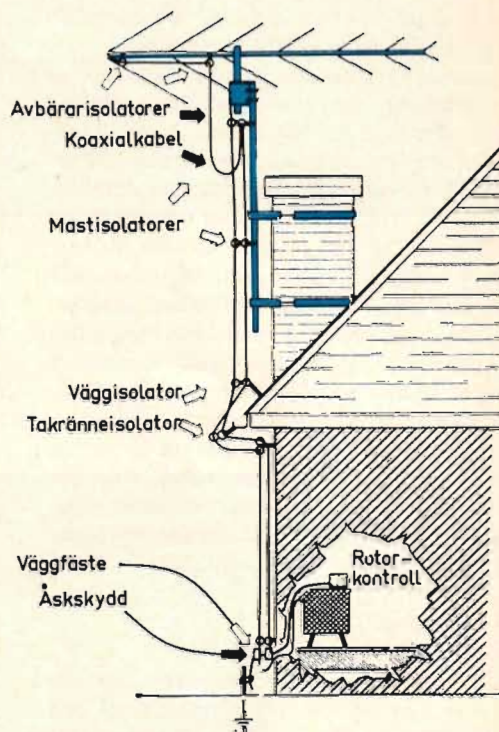 Avbärarisolatorer
Koaxialkabel
Mastisolatorer
Väggisolator
Takränneisolator
Väggfäste
Åskskydd
Rotor-
kontroll